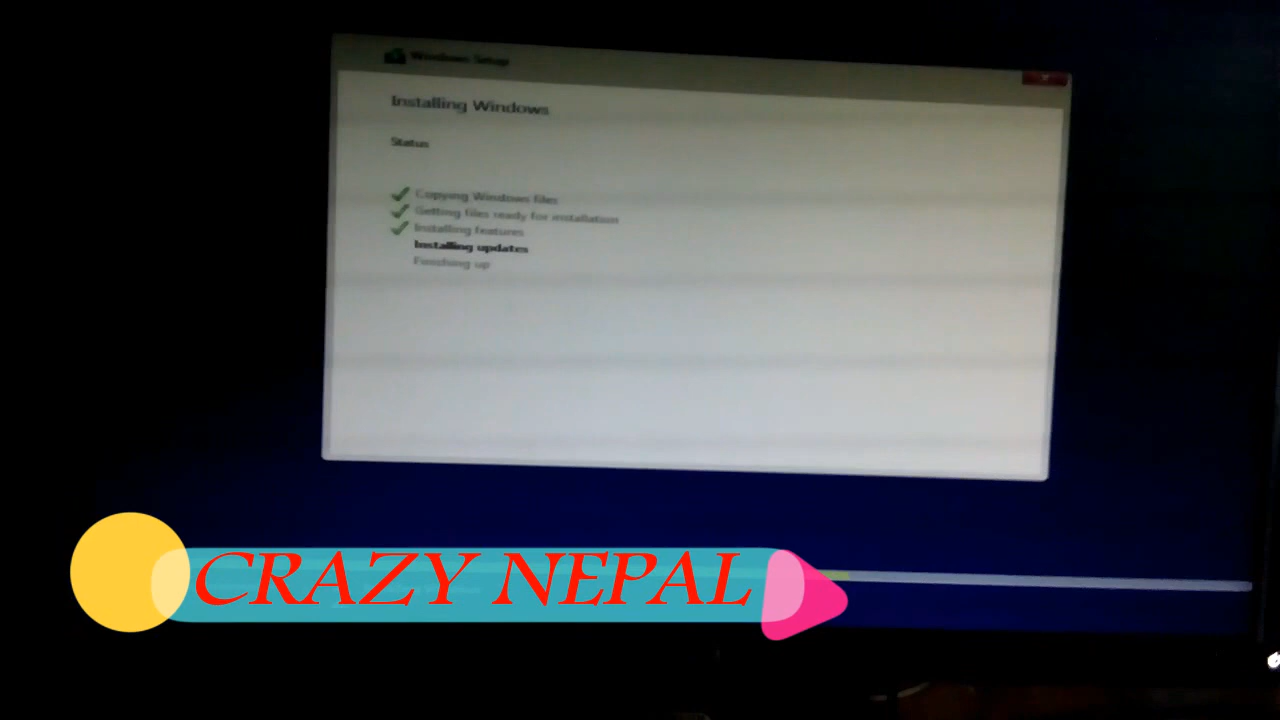 Windows Setup
Installing Windows
Status
Copying Windows files
Getting files ready for installation
Installing features
Installing updates
Finishing up
CRAZY NEPAL